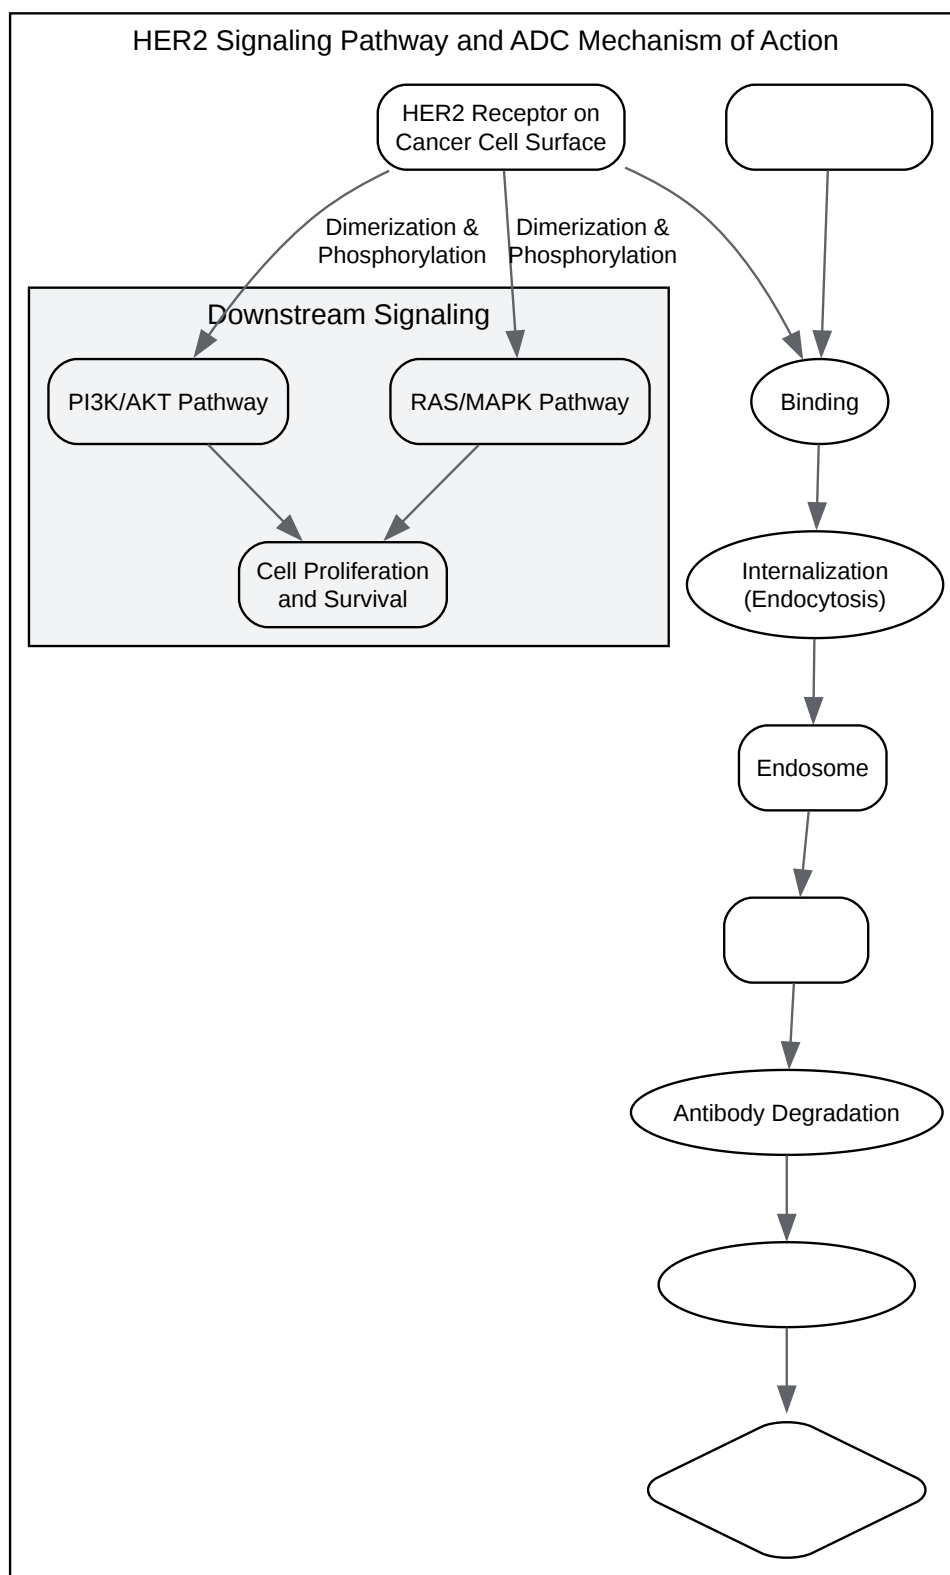 HER2 Signaling Pathway and ADC Mechanism of Action
HER2 Receptor on
Cancer Cell Surface
Dimerization &
Phosphorylation
Dimerization &
Phosphorylation
Downstream Signaling
PI3K/AKT Pathway
RAS/MAPK Pathway
Binding
Cell Proliferation
and Survival
Internalization
(Endocytosis)
Endosome
Antibody Degradation